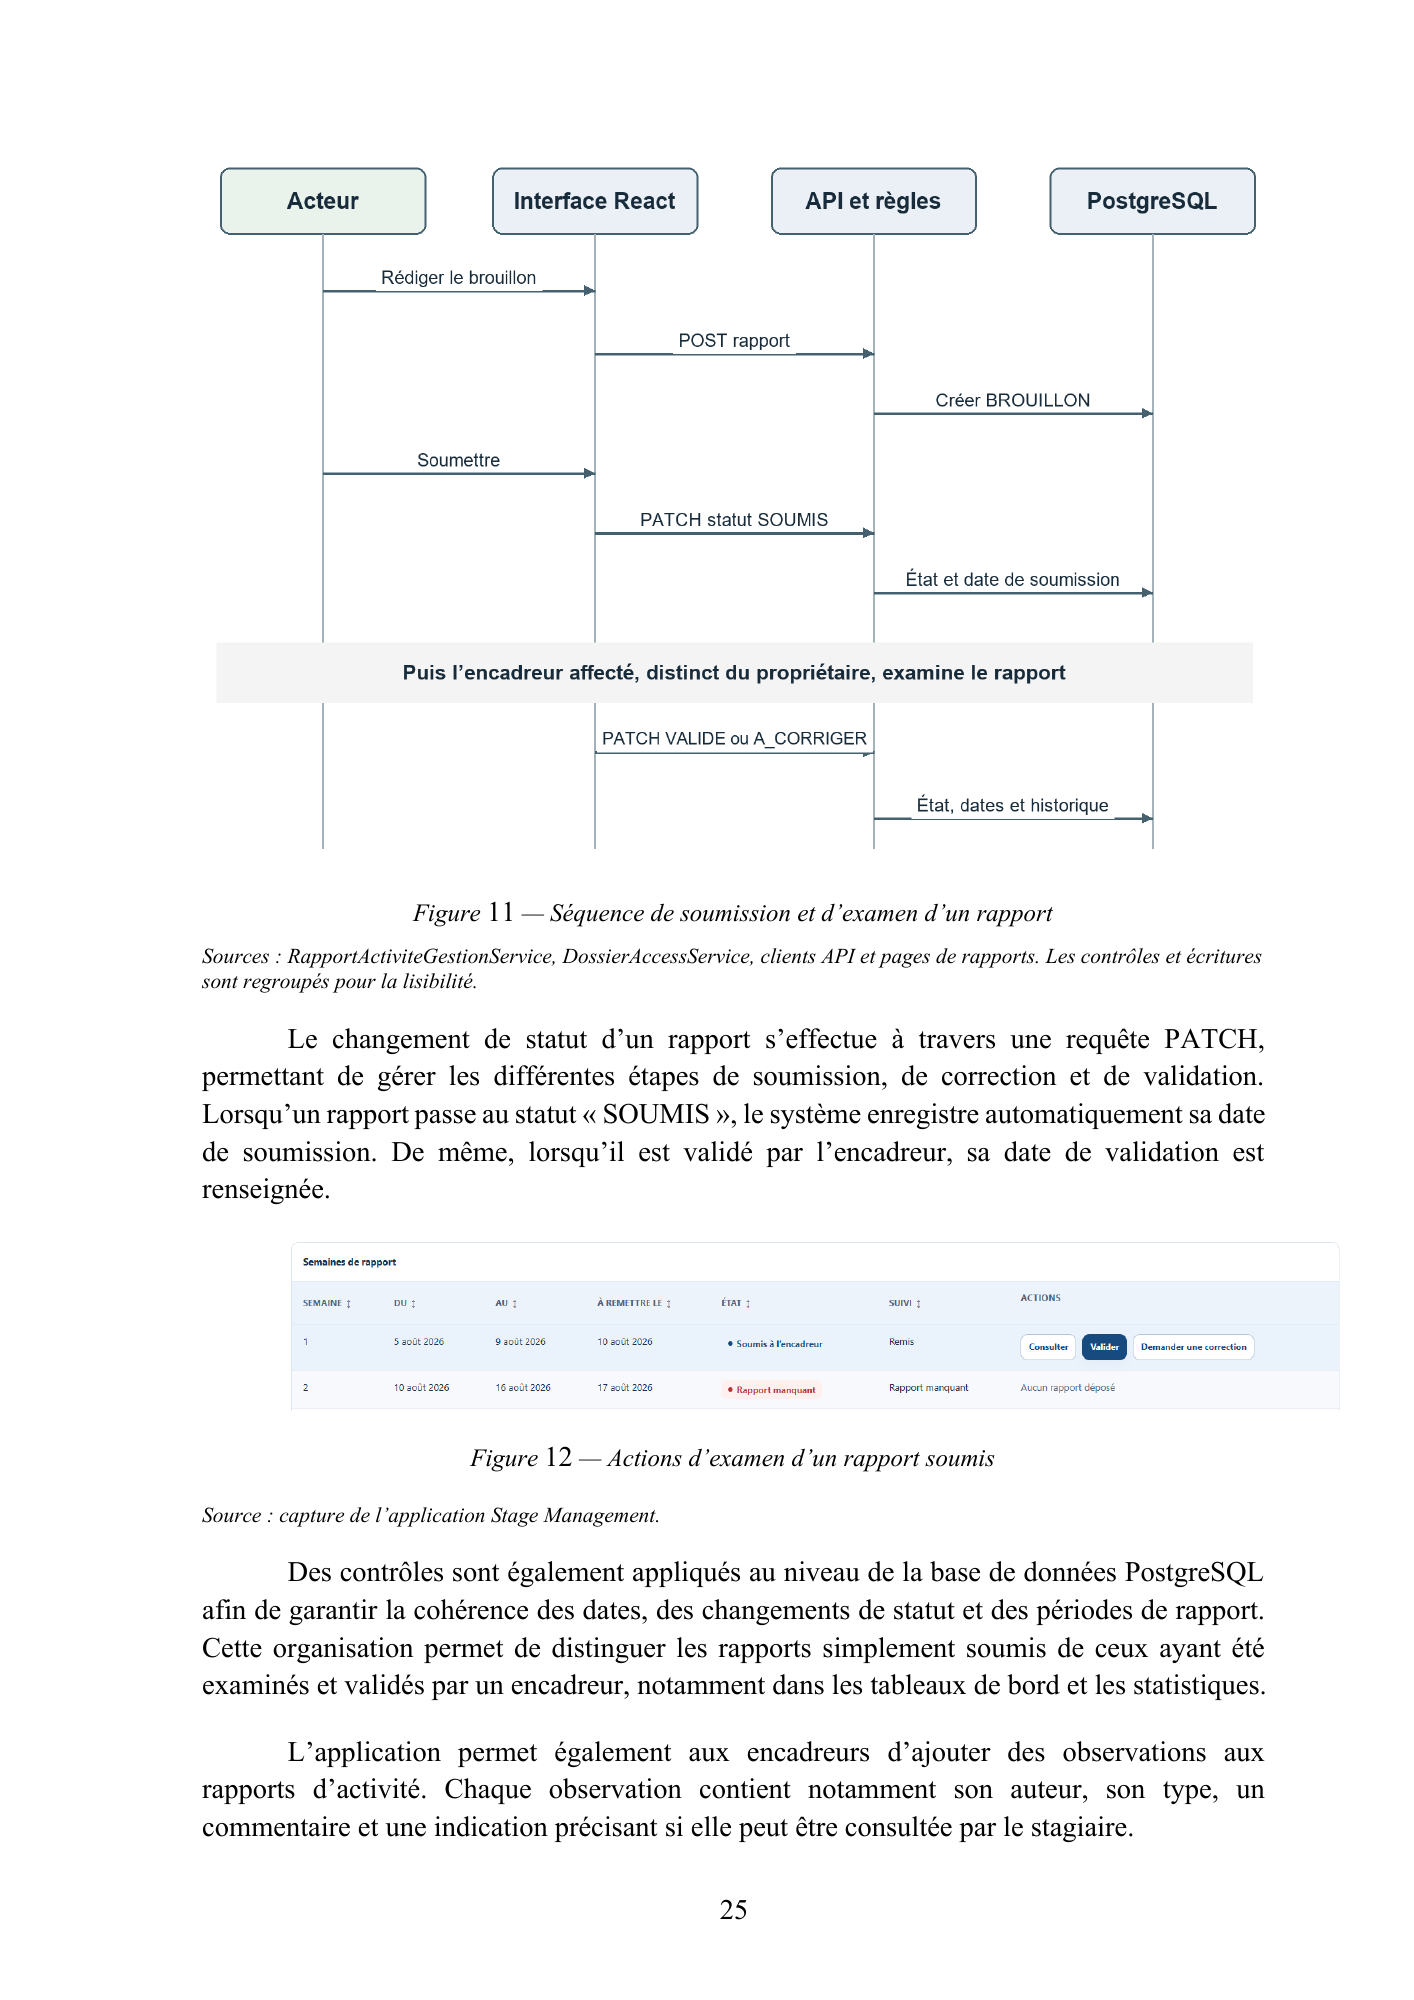 Acteur
Interface React
API et règles
PostgreSQL
Rédiger le brouillon
POST rapport
Créer BROUILLON
Soumettre
PATCH statut SOUMIS
État et date de soumission
Puis l’encadreur affecté, distinct du propriétaire, examine le rapport
PATCH VALIDE ou A_CORRIGER
État, dates et historique
Figure 11 — Séquence de soumission et d’examen d’un rapport
Sources : RapportActiviteGestionService, DossierAccessService, clients API et pages de rapports. Les contrôles et écritures
sont regroupés pour la lisibilité.
Le changement de statut d’un rapport s’effectue à travers une requête PATCH,
permettant de gérer les différentes étapes de soumission, de correction et de validation.
Lorsqu’un rapport passe au statut « SOUMIS », le système enregistre automatiquement sa date
de soumission. De même, lorsqu’il est validé par l’encadreur, sa date de validation est
renseignée.
Semaines de rapport
SEMAINE ↕ DU ↕ AU ↕ À REMETTRE LE ↕ ÉTAT ↕ SUIVI ↕ ACTIONS
1 5 août 2026 9 août 2026 10 août 2026 • Soumis à l'encadreur Remis Consulter Valider Demander une correction
2 10 août 2026 16 août 2026 17 août 2026 • Rapport manquant Rapport manquant Aucun rapport déposé
Figure 12 — Actions d’examen d’un rapport soumis
Source : capture de l’application Stage Management.
Des contrôles sont également appliqués au niveau de la base de données PostgreSQL
afin de garantir la cohérence des dates, des changements de statut et des périodes de rapport.
Cette organisation permet de distinguer les rapports simplement soumis de ceux ayant été
examinés et validés par un encadreur, notamment dans les tableaux de bord et les statistiques.
L’application permet également aux encadreurs d’ajouter des observations aux
rapports d’activité. Chaque observation contient notamment son auteur, son type, un
commentaire et une indication précisant si elle peut être consultée par le stagiaire.
25